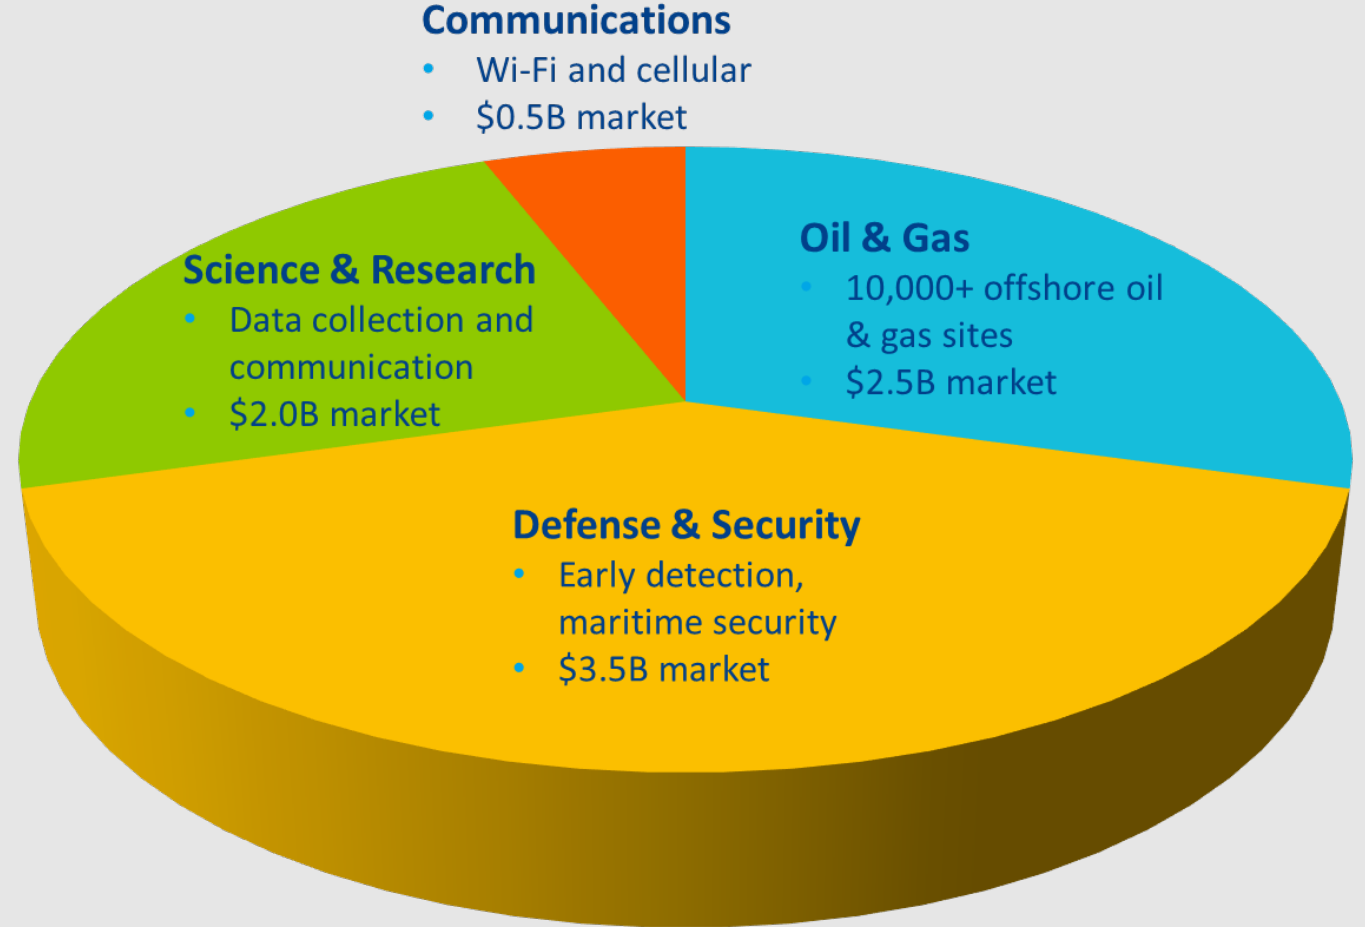 Communications
• Wi-Fi and cellular
• $0.5B market
Oil & Gas
• 10,000+ offshore oil
& gas sites
• $2.5B market
Science & Research
• Data collection and
communication
• $2.0B market
Defense & Security
• Early detection,
maritime security
• $3.5B market